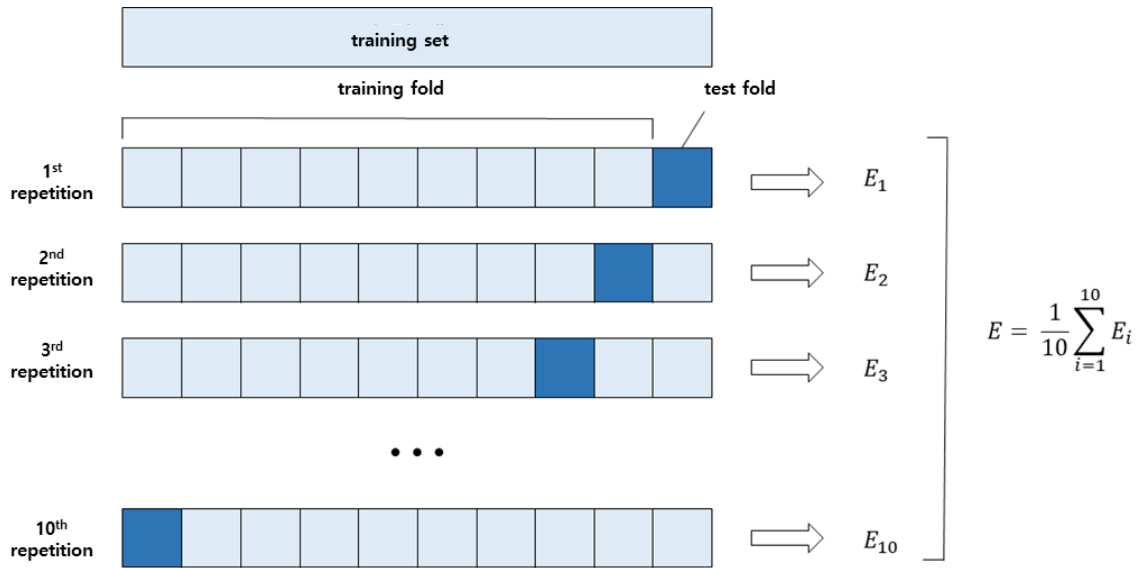 training set
training fold
test fold
1st
repetition
E1
2nd
repetition
E2
3rd
repetition
E3
E = 1/10 10∑i=1 Ei
• • •
10th
repetition
E10